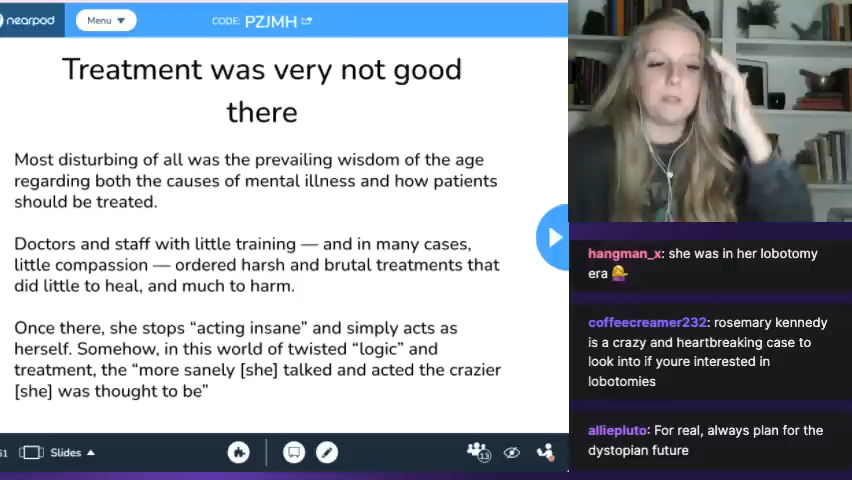 nearpod
Menu
CODE: PZJMH
Treatment was very not good
there
Most disturbing of all was the prevailing wisdom of the age
regarding both the causes of mental illness and how patients
should be treated.
Doctors and staff with little training — and in many cases,
little compassion — ordered harsh and brutal treatments that
did little to heal, and much to harm.
Once there, she stops “acting insane” and simply acts as
herself. Somehow, in this world of twisted “logic” and
treatment, the “more sanely [she] talked and acted the crazier
[she] was thought to be”
hangman_x: she was in her lobotomy
era 💁‍♀️
coffeecreamer232: rosemary kennedy
is a crazy and heartbreaking case to
look into if youre interested in
lobotomies
alliepluto: For real, always plan for the
dystopian future
Slides
13